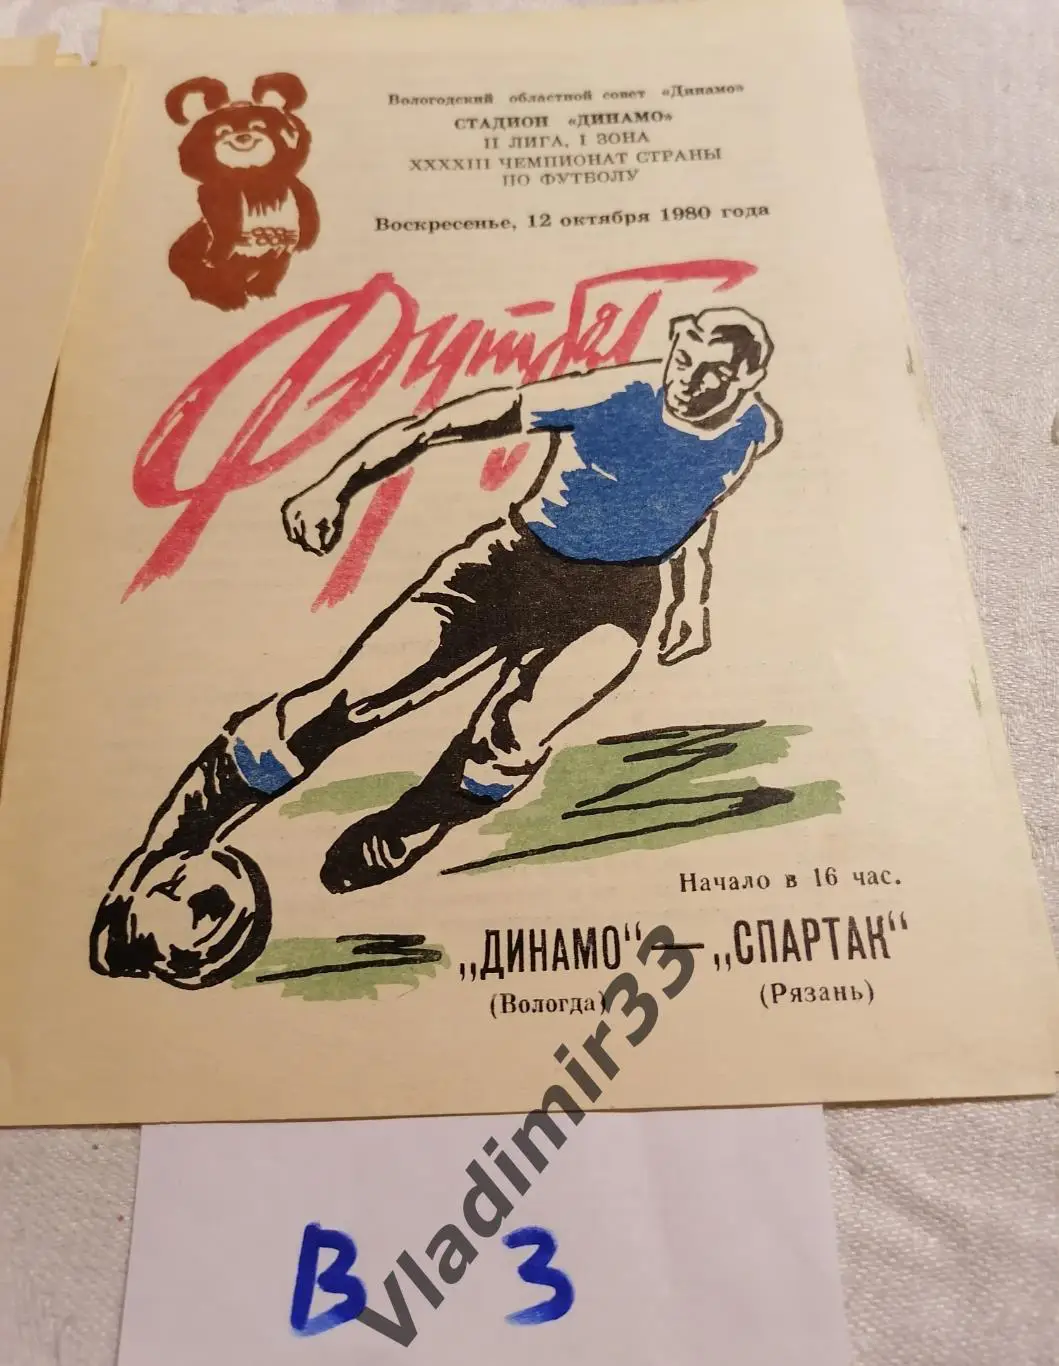 Вологодский областной совет «Динамо»
СТАДИОН «ДИНАМО»
II ЛИГА, I ЗОНА
XXXXIII ЧЕМПИОНАТ СТРАНЫ
ПО ФУТБОЛУ
Воскресенье, 12 октября 1980 года
Футбол
Начало в 16 час.
„ДИНАМО“ — „СПАРТАК“
(Вологда) (Рязань)
Vladimir33
В 3